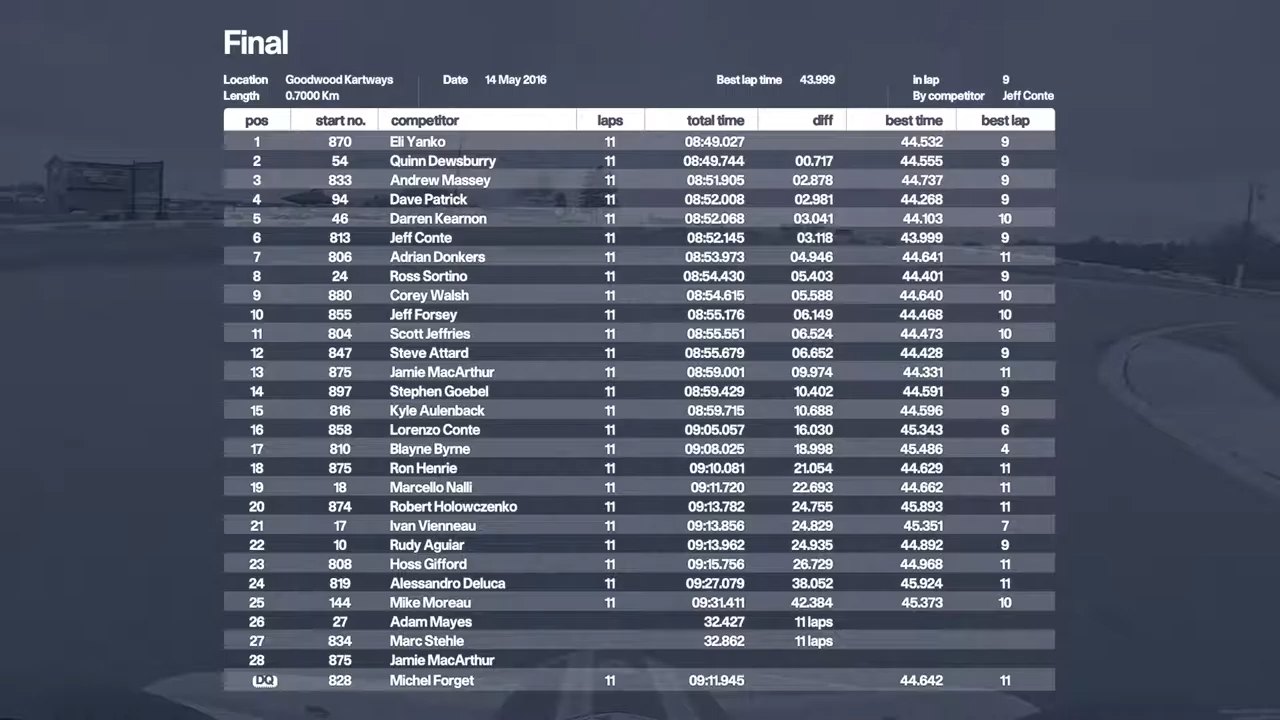 Final
Location Goodwood Kartways Date 14 May 2016 Best lap time 43.999 in lap 9
Length 0.7000 Km By competitor Jeff Conte
pos start no. competitor laps total time diff best time best lap
1 870 Eli Yanko 11 08:49.027 44.532 9
2 54 Quinn Dewsburry 11 08:49.744 00.717 44.555 9
3 833 Andrew Massey 11 08:51.905 02.878 44.737 9
4 94 Dave Patrick 11 08:52.008 02.981 44.268 9
5 46 Darren Kearnon 11 08:52.068 03.041 44.103 10
6 813 Jeff Conte 11 08:52.145 03.118 43.999 9
7 806 Adrian Donkers 11 08:53.973 04.946 44.641 11
8 24 Ross Sortino 11 08:54.430 05.403 44.401 9
9 880 Corey Walsh 11 08:54.615 05.588 44.640 10
10 855 Jeff Forsey 11 08:55.176 06.149 44.468 10
11 804 Scott Jeffries 11 08:55.551 06.524 44.473 10
12 847 Steve Attard 11 08:55.679 06.652 44.428 9
13 875 Jamie MacArthur 11 08:59.001 09.974 44.331 11
14 897 Stephen Goebel 11 08:59.429 10.402 44.591 9
15 816 Kyle Aulenback 11 08:59.715 10.688 44.596 9
16 858 Lorenzo Conte 11 09:05.057 16.030 45.343 6
17 810 Blayne Byrne 11 09:08.025 18.998 45.486 4
18 875 Ron Henrie 11 09:10.081 21.054 44.629 11
19 18 Marcello Nalli 11 09:11.720 22.693 44.662 11
20 874 Robert Holowczenko 11 09:13.782 24.755 45.893 11
21 17 Ivan Vienneau 11 09:13.856 24.829 45.351 7
22 10 Rudy Aguiar 11 09:13.962 24.935 44.892 9
23 808 Hoss Gifford 11 09:15.756 26.729 44.968 11
24 819 Alessandro Deluca 11 09:27.079 38.052 45.924 11
25 144 Mike Moreau 11 09:31.411 42.384 45.373 10
26 27 Adam Mayes 32.427 11 laps
27 834 Marc Stehle 32.862 11 laps
28 875 Jamie MacArthur
DQ 828 Michel Forget 11 09:11.945 44.642 11